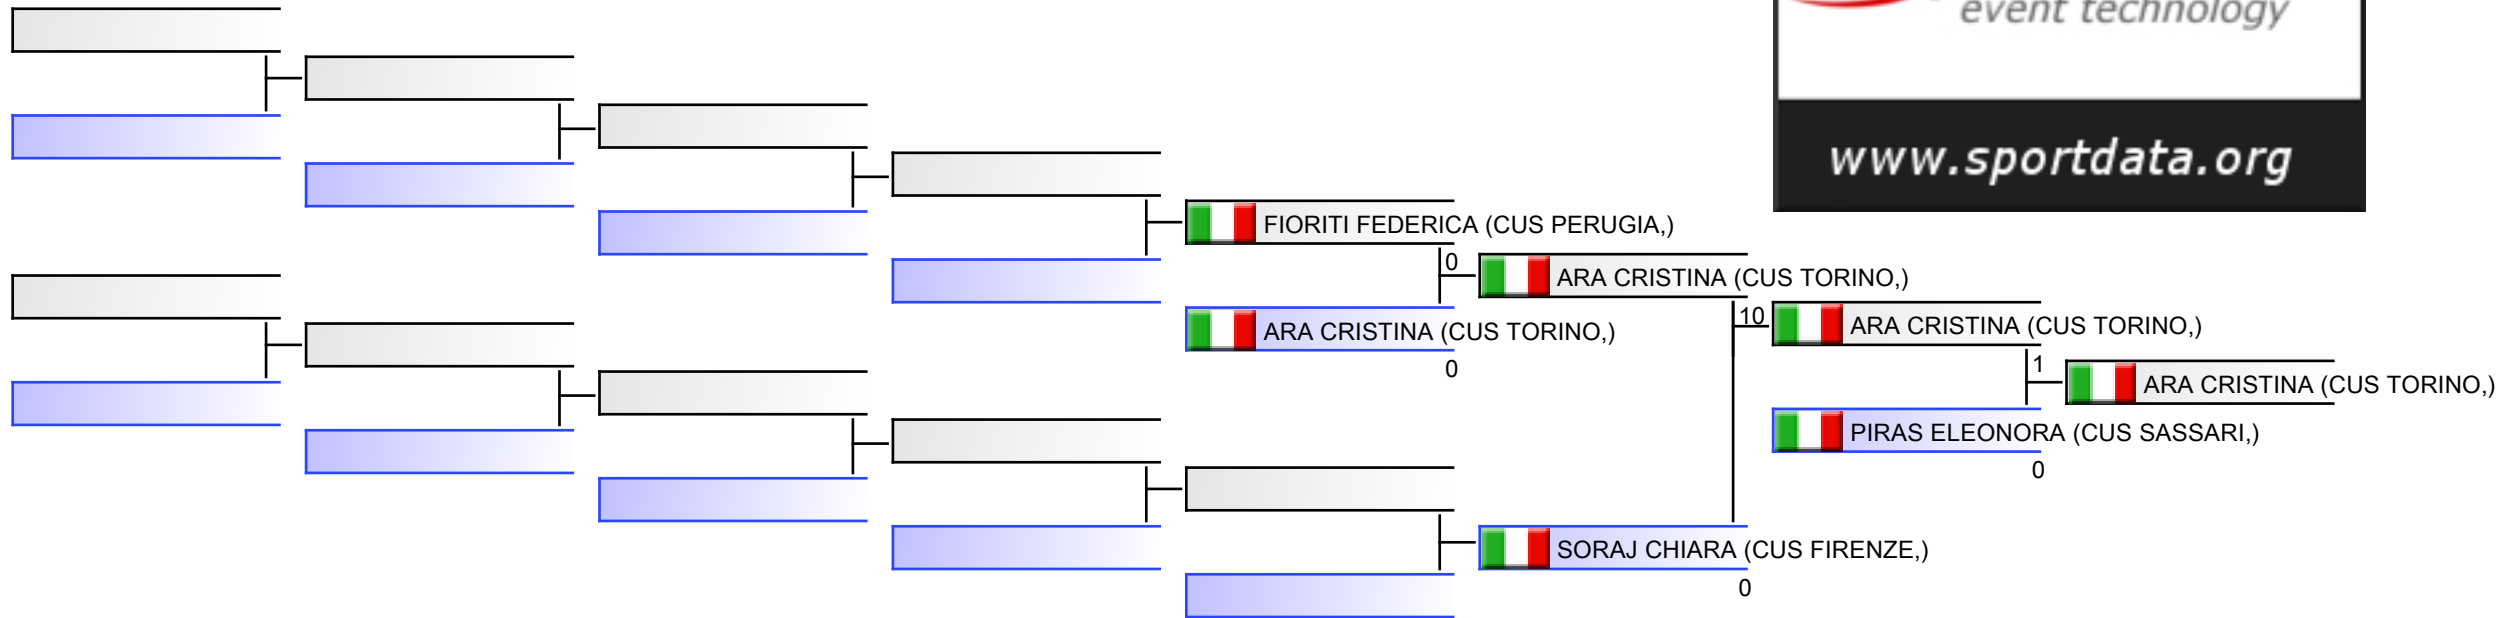 event technology
www.sportdata.org
FIORITI FEDERICA (CUS PERUGIA,)
0
ARA CRISTINA (CUS TORINO,)
ARA CRISTINA (CUS TORINO,)
0
10
ARA CRISTINA (CUS TORINO,)
1
ARA CRISTINA (CUS TORINO,)
PIRAS ELEONORA (CUS SASSARI,)
0
SORAJ CHIARA (CUS FIRENZE,)
0